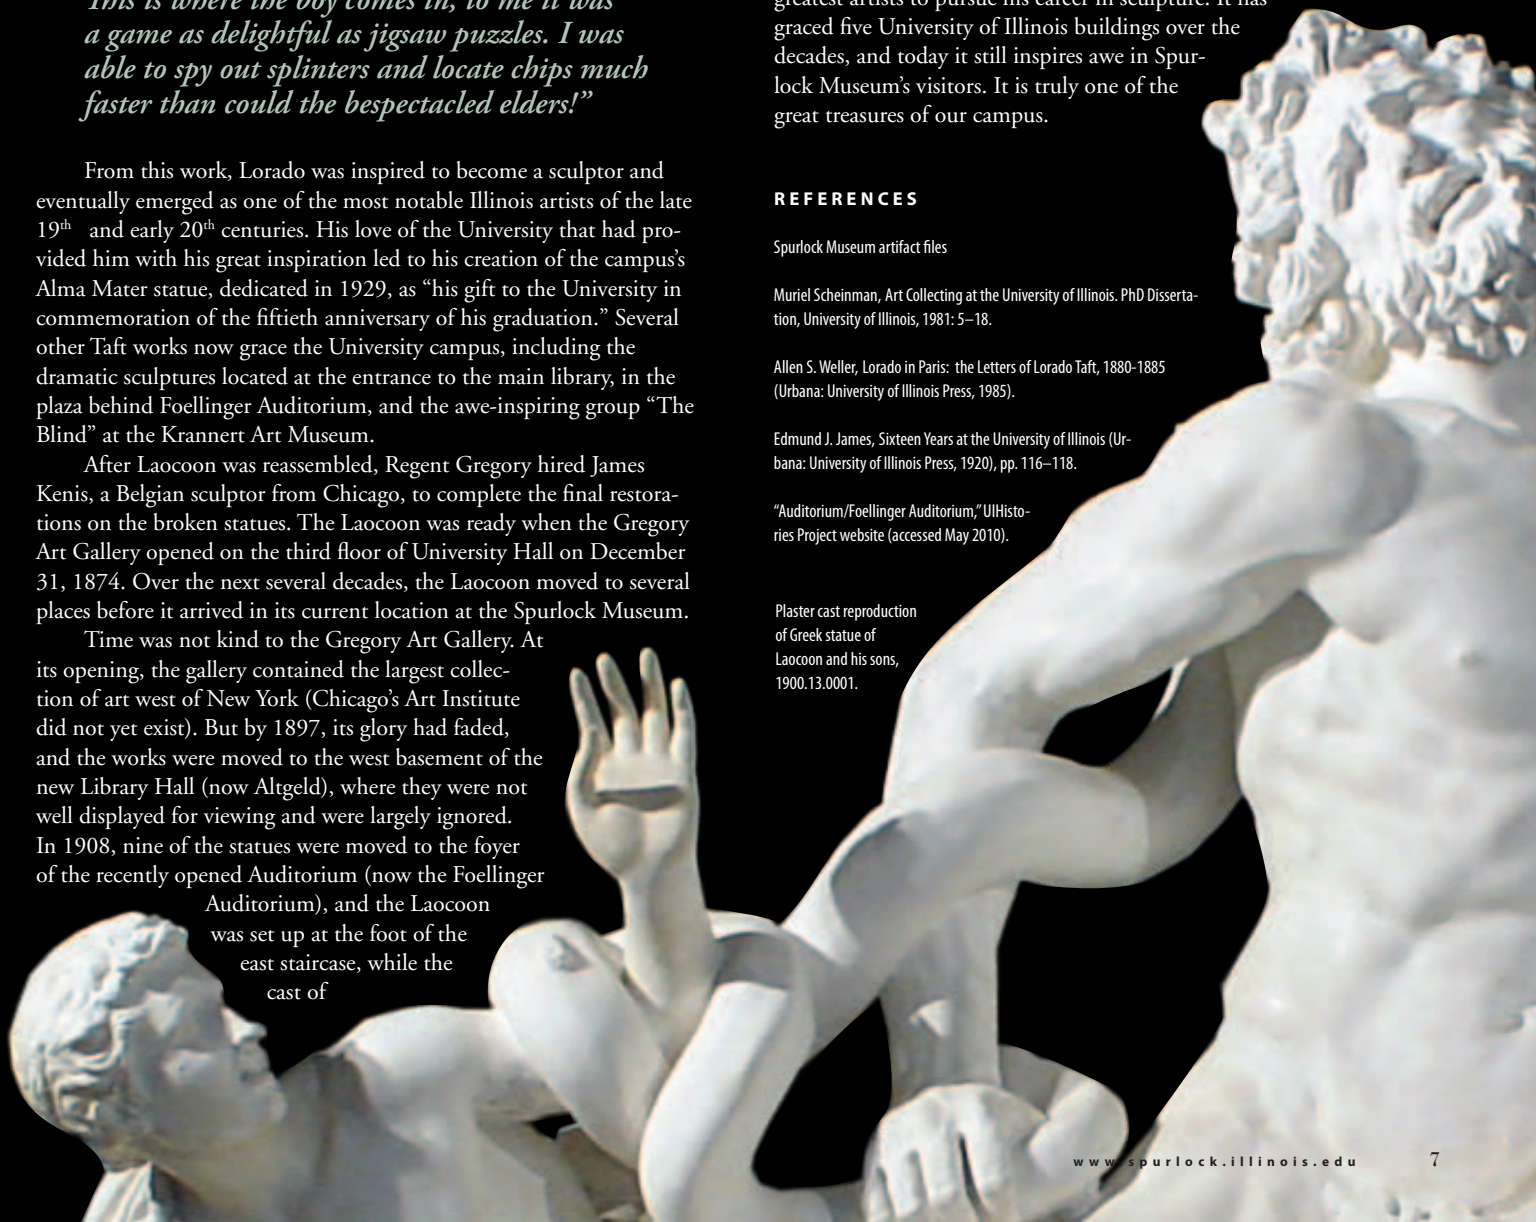 This is where the boy comes in; to me it was
a game as delightful as jigsaw puzzles. I was
able to spy out splinters and locate chips much
faster than could the bespectacled elders!”
From this work, Lorado was inspired to become a sculptor and
eventually emerged as one of the most notable Illinois artists of the late
19th and early 20th centuries. His love of the University that had pro-
vided him with his great inspiration led to his creation of the campus’s
Alma Mater statue, dedicated in 1929, as “his gift to the University in
commemoration of the fiftieth anniversary of his graduation.” Several
other Taft works now grace the University campus, including the
dramatic sculptures located at the entrance to the main library, in the
plaza behind Foellinger Auditorium, and the awe-inspiring group “The
Blind” at the Krannert Art Museum.
After Laocoon was reassembled, Regent Gregory hired James
Kenis, a Belgian sculptor from Chicago, to complete the final restora-
tions on the broken statues. The Laocoon was ready when the Gregory
Art Gallery opened on the third floor of University Hall on December
31, 1874. Over the next several decades, the Laocoon moved to several
places before it arrived in its current location at the Spurlock Museum.
Time was not kind to the Gregory Art Gallery. At
its opening, the gallery contained the largest collec-
tion of art west of New York (Chicago’s Art Institute
did not yet exist). But by 1897, its glory had faded,
and the works were moved to the west basement of the
new Library Hall (now Altgeld), where they were not
well displayed for viewing and were largely ignored.
In 1908, nine of the statues were moved to the foyer
of the recently opened Auditorium (now the Foellinger
Auditorium), and the Laocoon
was set up at the foot of the
east staircase, while the
cast of
greatest artists to pursue his career in sculpture. It has
graced five University of Illinois buildings over the
decades, and today it still inspires awe in Spur-
lock Museum’s visitors. It is truly one of the
great treasures of our campus.
REFERENCES
Spurlock Museum artifact files
Muriel Scheinman, Art Collecting at the University of Illinois. PhD Disserta-
tion, University of Illinois, 1981: 5–18.
Allen S. Weller, Lorado in Paris: the Letters of Lorado Taft, 1880-1885
(Urbana: University of Illinois Press, 1985).
Edmund J. James, Sixteen Years at the University of Illinois (Ur-
bana: University of Illinois Press, 1920), pp. 116–118.
“Auditorium/Foellinger Auditorium,” UIHisto-
ries Project website (accessed May 2010).
Plaster cast reproduction
of Greek statue of
Laocoon and his sons,
1900.13.0001.
www.spurlock.illinois.edu 7